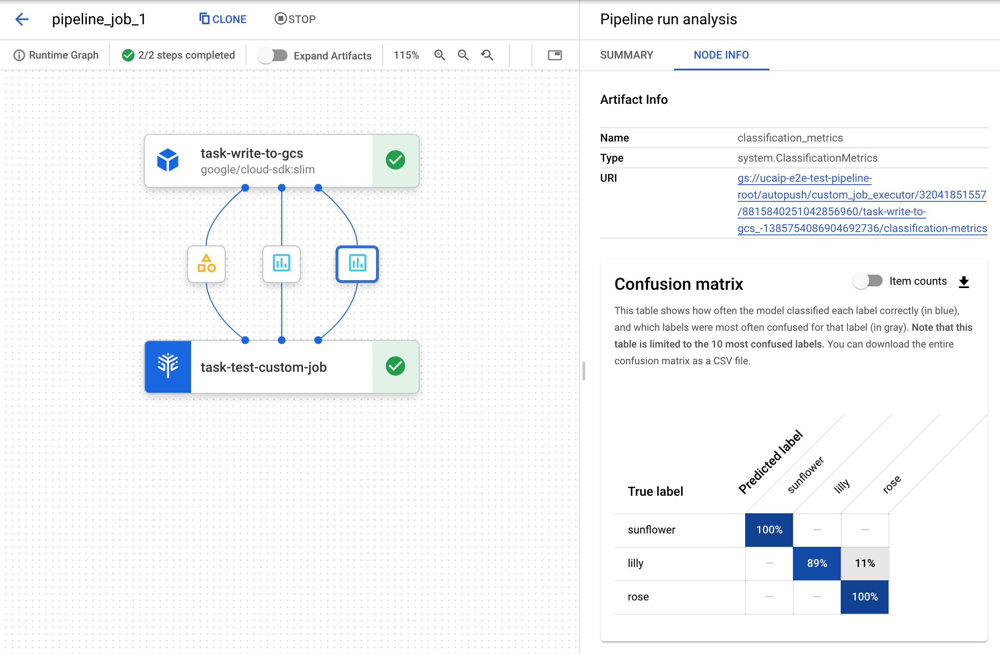 pipeline_job_1
CLONE
STOP
Runtime Graph
2/2 steps completed
Expand Artifacts
115%
task-write-to-gcs
google/cloud-sdk:slim
task-test-custom-job
Pipeline run analysis
SUMMARY
NODE INFO
Artifact Info
Name classification_metrics
Type system.ClassificationMetrics
URI gs://ucaip-e2e-test-pipeline-
root/autopush/custom_job_executor/32041851557
/8815840251042856960/task-write-to-
gcs_-1385754086904692736/classification-metrics
Confusion matrix
Item counts
This table shows how often the model classified each label correctly (in blue),
and which labels were most often confused for that label (in gray). Note that this
table is limited to the 10 most confused labels. You can download the entire
confusion matrix as a CSV file.
True label
Predicted label
sunflower
lilly
rose
sunflower 100% — —
lilly — 89% 11%
rose — — 100%